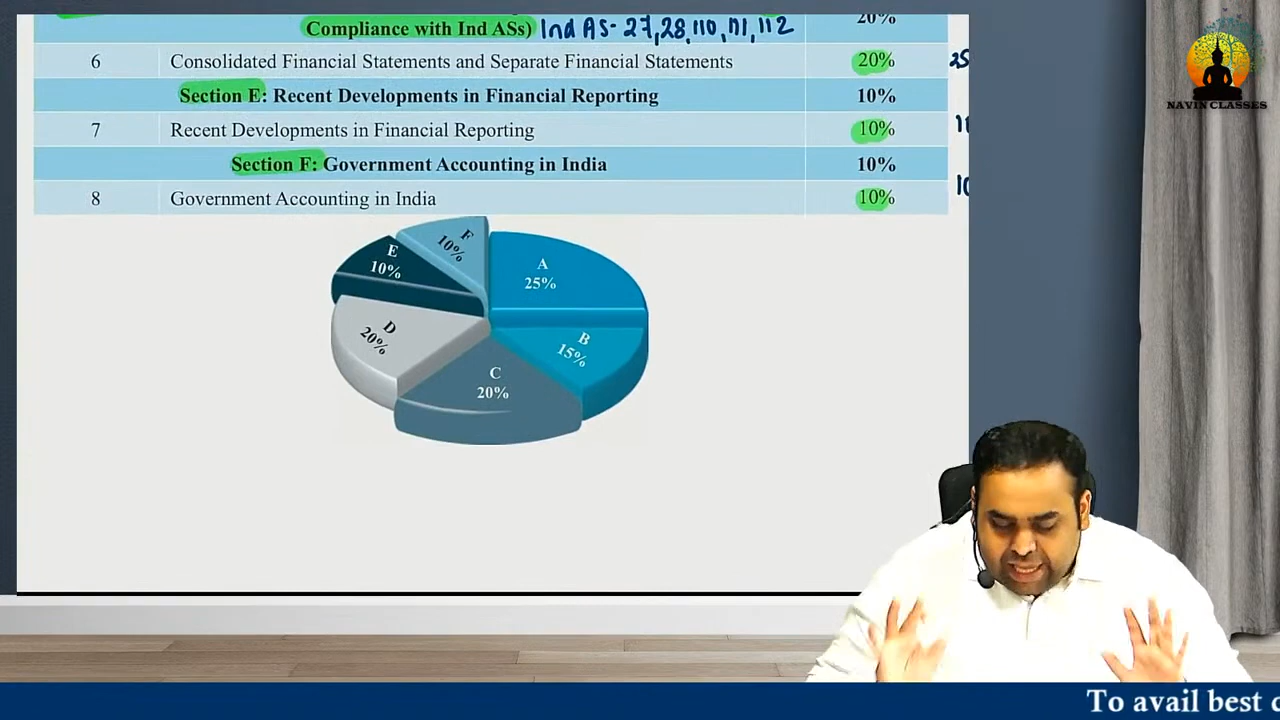 20%
Compliance with Ind ASs) Ind AS- 27,28,110,111,112
6 Consolidated Financial Statements and Separate Financial Statements 20%
Section E: Recent Developments in Financial Reporting 10%
7 Recent Developments in Financial Reporting 10%
Section F: Government Accounting in India 10%
8 Government Accounting in India 10%
NAVIN CLASSES
F
10%
E
10%
A
25%
D
20%
B
15%
C
20%
To avail best